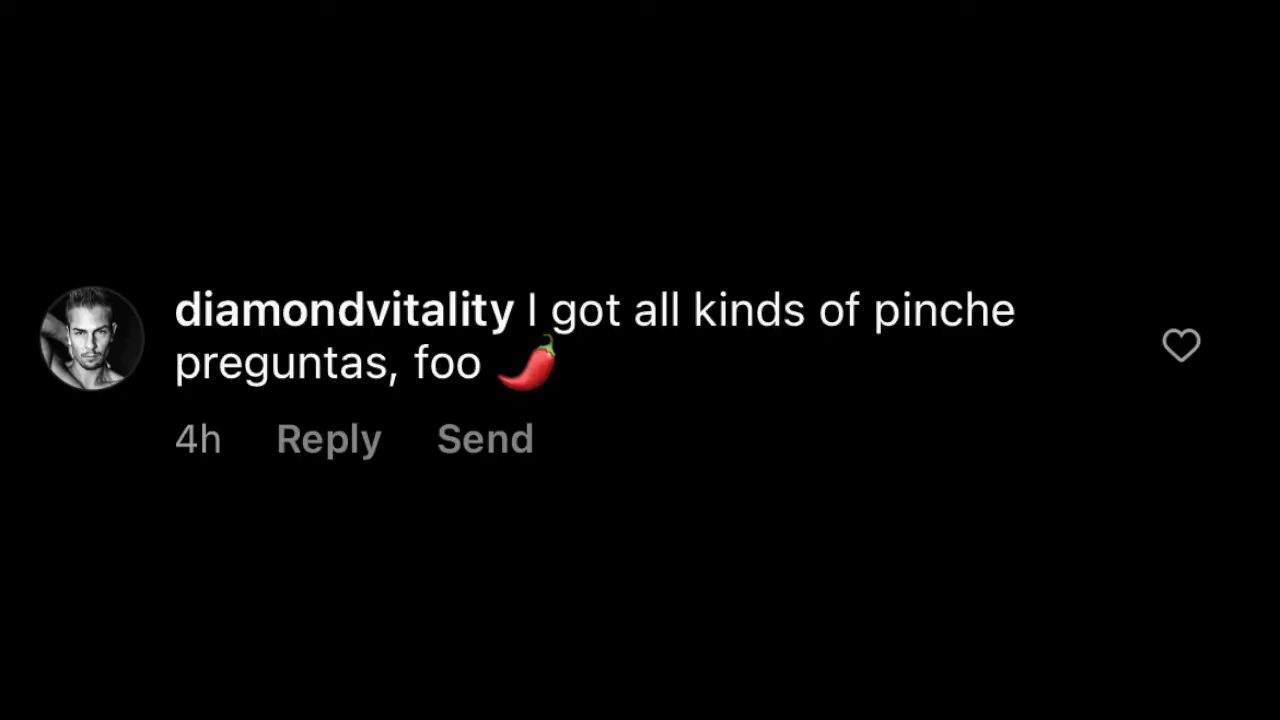 diamondvitality I got all kinds of pinche
preguntas, foo 🌶️
4h Reply Send